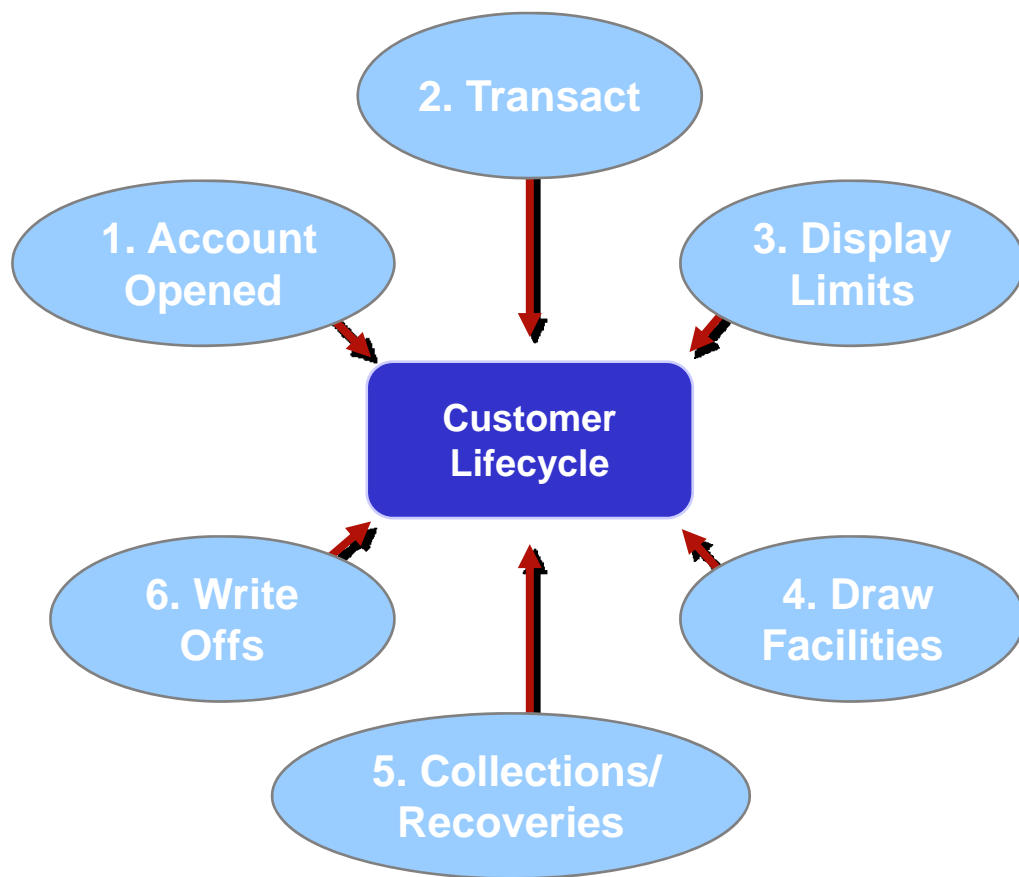 2. Transact
1. Account
Opened
3. Display
Limits
Customer
Lifecycle
6. Write
Offs
4. Draw
Facilities
5. Collections/
Recoveries